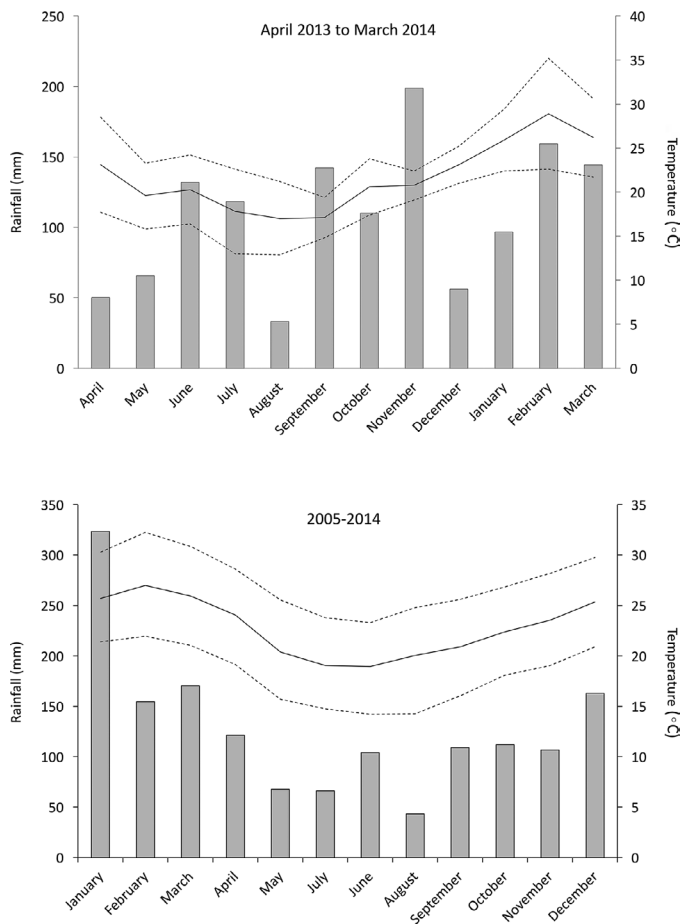 April 2013 to March 2014
250
200
150
100
50
0
Rainfall (mm)
40
35
30
25
20
15
10
5
0
Temperature (°C)
April
May
June
July
August
September
October
November
December
January
February
March
2005-2014
350
300
250
200
150
100
50
0
Rainfall (mm)
35
30
25
20
15
10
5
0
Temperature (°C)
January
February
March
April
May
July
June
August
September
October
November
December